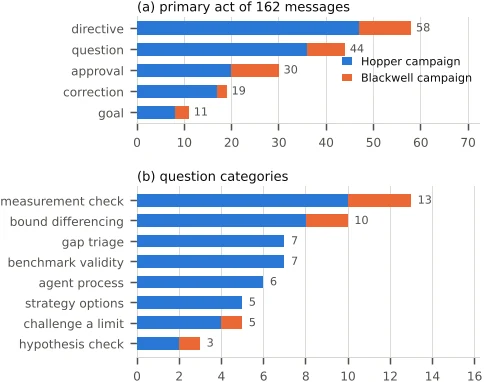 (a) primary act of 162 messages
directive 58
question 44
approval 30
correction 19
goal 11
Hopper campaign
Blackwell campaign
0 10 20 30 40 50 60 70
(b) question categories
measurement check 13
bound differencing 10
gap triage 7
benchmark validity 7
agent process 6
strategy options 5
challenge a limit 5
hypothesis check 3
0 2 4 6 8 10 12 14 16